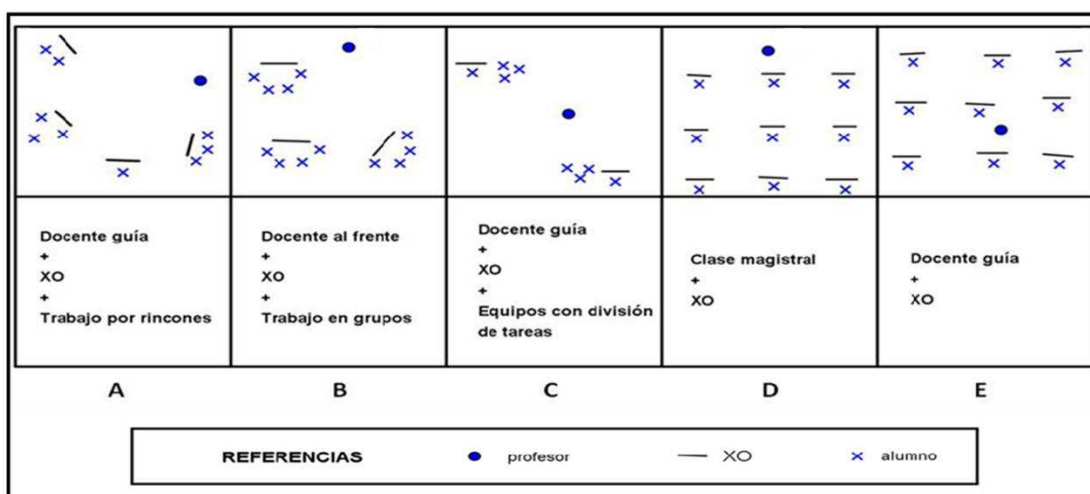 Docente guía
+
XO
+
Trabajo por rincones
Docente al frente
+
XO
+
Trabajo en grupos
Docente guía
+
XO
+
Equipos con división
de tareas
Clase magistral
+
XO
Docente guía
+
XO
A
B
C
D
E
REFERENCIAS
profesor
XO
alumno